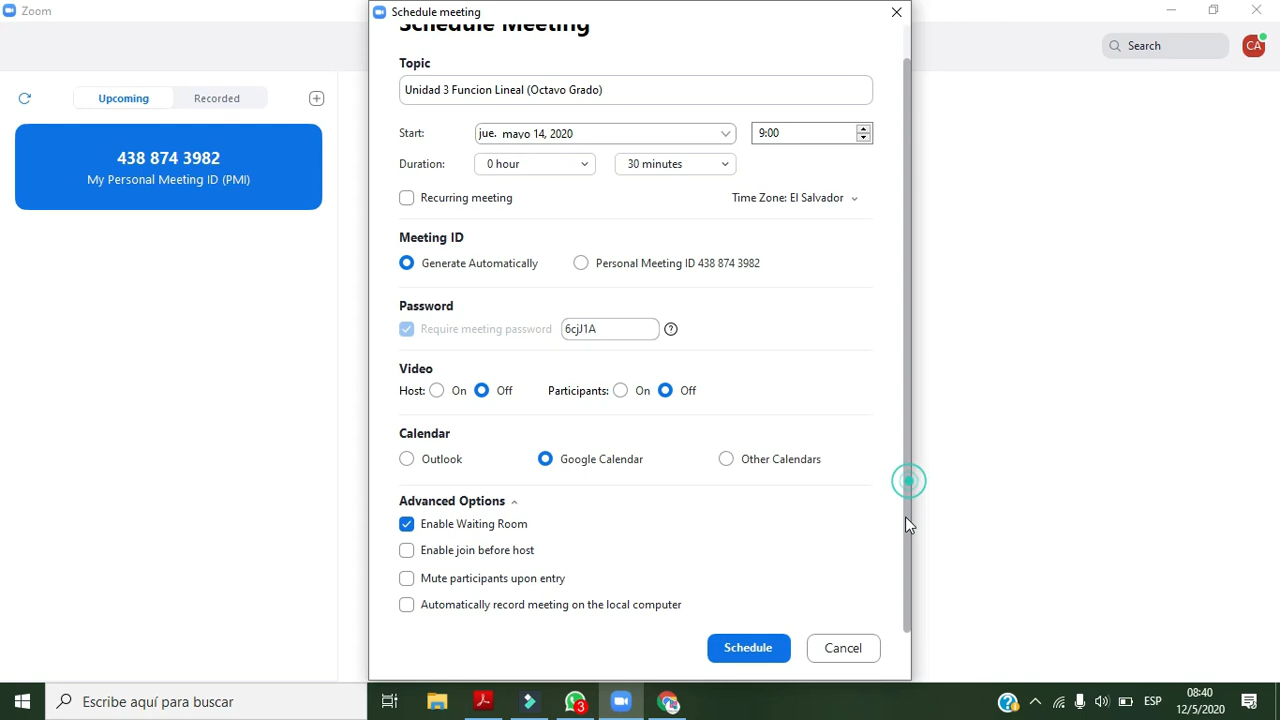 Zoom
Schedule meeting
Search
CA
Upcoming
Recorded
438 874 3982
My Personal Meeting ID (PMI)
Schedule Meeting
Topic
Unidad 3 Funcion Lineal (Octavo Grado)
Start:
jue. mayo 14, 2020
9:00
Duration:
0 hour
30 minutes
Recurring meeting
Time Zone: El Salvador
Meeting ID
Generate Automatically
Personal Meeting ID 438 874 3982
Password
Require meeting password
6cjJ1A
Video
Host:
On
Off
Participants:
On
Off
Calendar
Outlook
Google Calendar
Other Calendars
Advanced Options
Enable Waiting Room
Enable join before host
Mute participants upon entry
Automatically record meeting on the local computer
Schedule
Cancel
Escribe aquí para buscar
3
ESP
08:40
12/5/2020